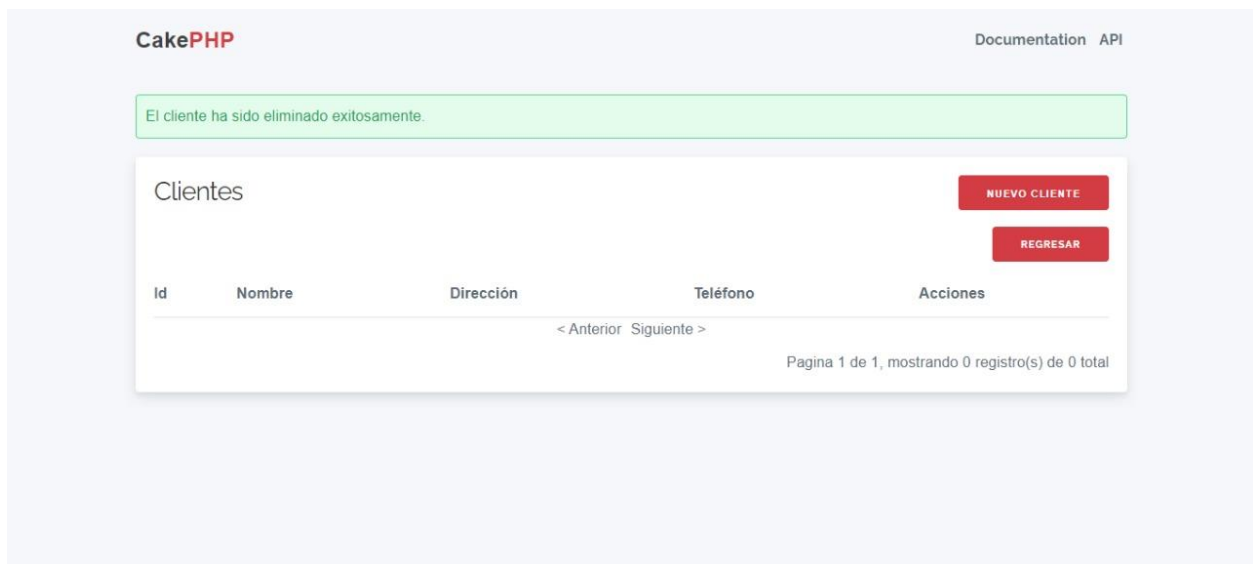 CakePHP
Documentation API
El cliente ha sido eliminado exitosamente.
Clientes
NUEVO CLIENTE
REGRESAR
Id Nombre Dirección Teléfono Acciones
< Anterior Siguiente >
Pagina 1 de 1, mostrando 0 registro(s) de 0 total